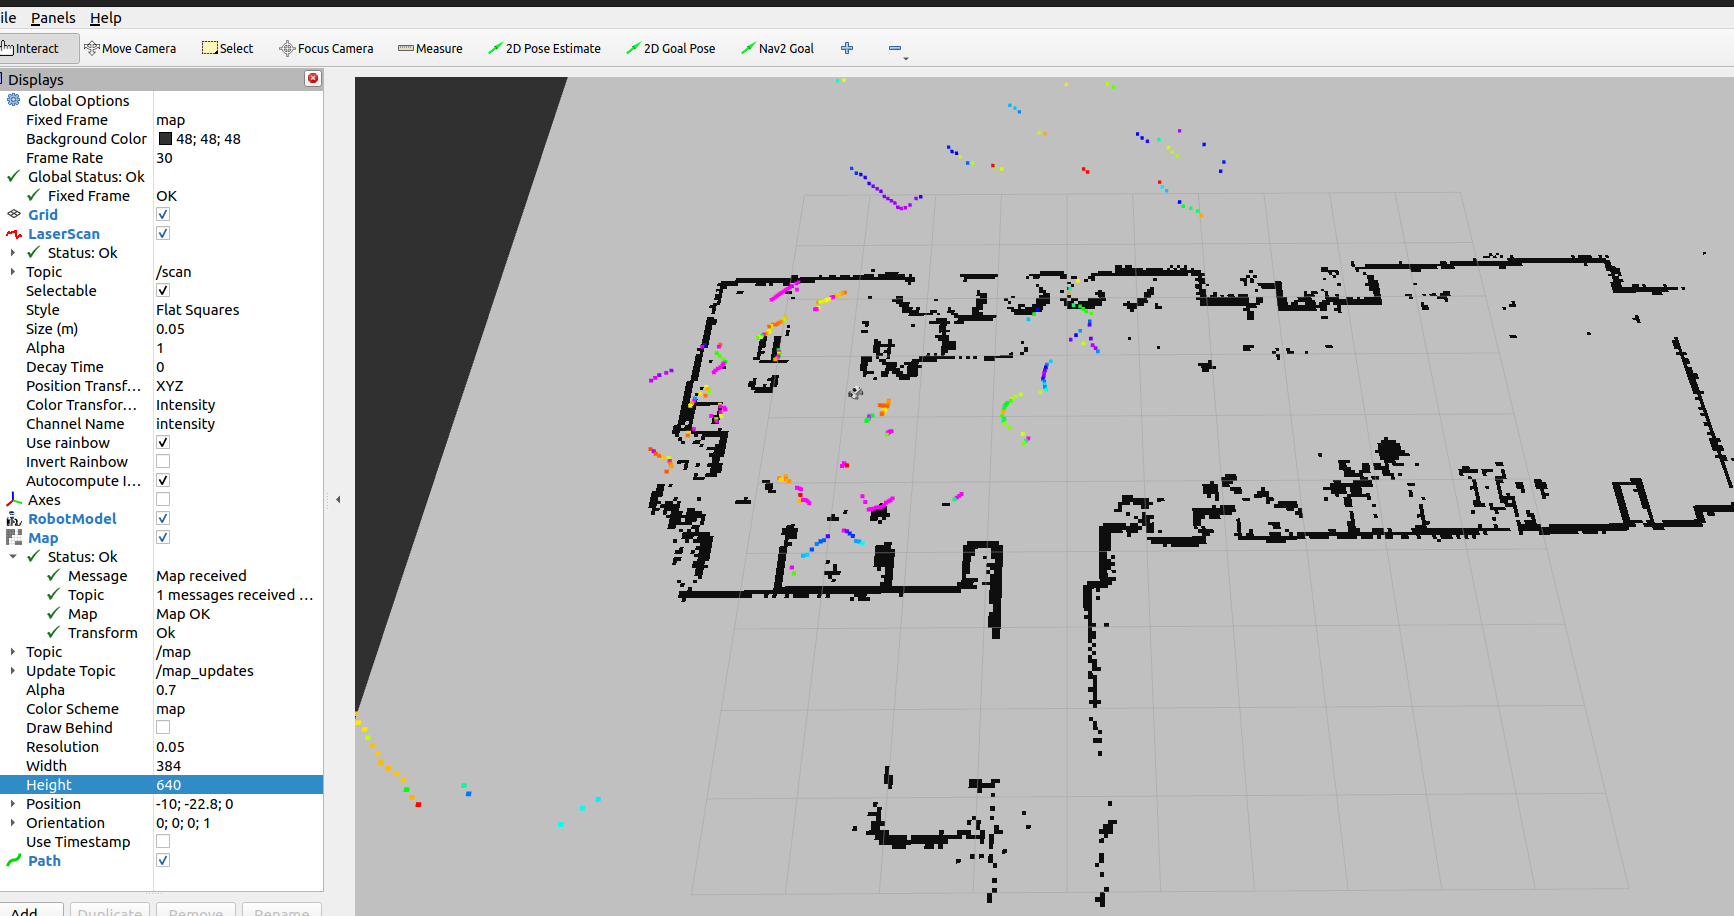 ile Panels Help
Interact Move Camera Select Focus Camera Measure 2D Pose Estimate 2D Goal Pose Nav2 Goal
Displays
Global Options
Fixed Frame map
Background Color 48; 48; 48
Frame Rate 30
Global Status: Ok
Fixed Frame OK
Grid
LaserScan
Status: Ok
Topic /scan
Selectable
Style Flat Squares
Size (m) 0.05
Alpha 1
Decay Time 0
Position Transf... XYZ
Color Transfor... Intensity
Channel Name intensity
Use rainbow
Invert Rainbow
Autocompute I...
Axes
RobotModel
Map
Status: Ok
Message Map received
Topic 1 messages received ...
Map Map OK
Transform Ok
Topic /map
Update Topic /map_updates
Alpha 0.7
Color Scheme map
Draw Behind
Resolution 0.05
Width 384
Height 640
Position -10; -22.8; 0
Orientation 0; 0; 0; 1
Use Timestamp
Path
Add Duplicate Remove Rename